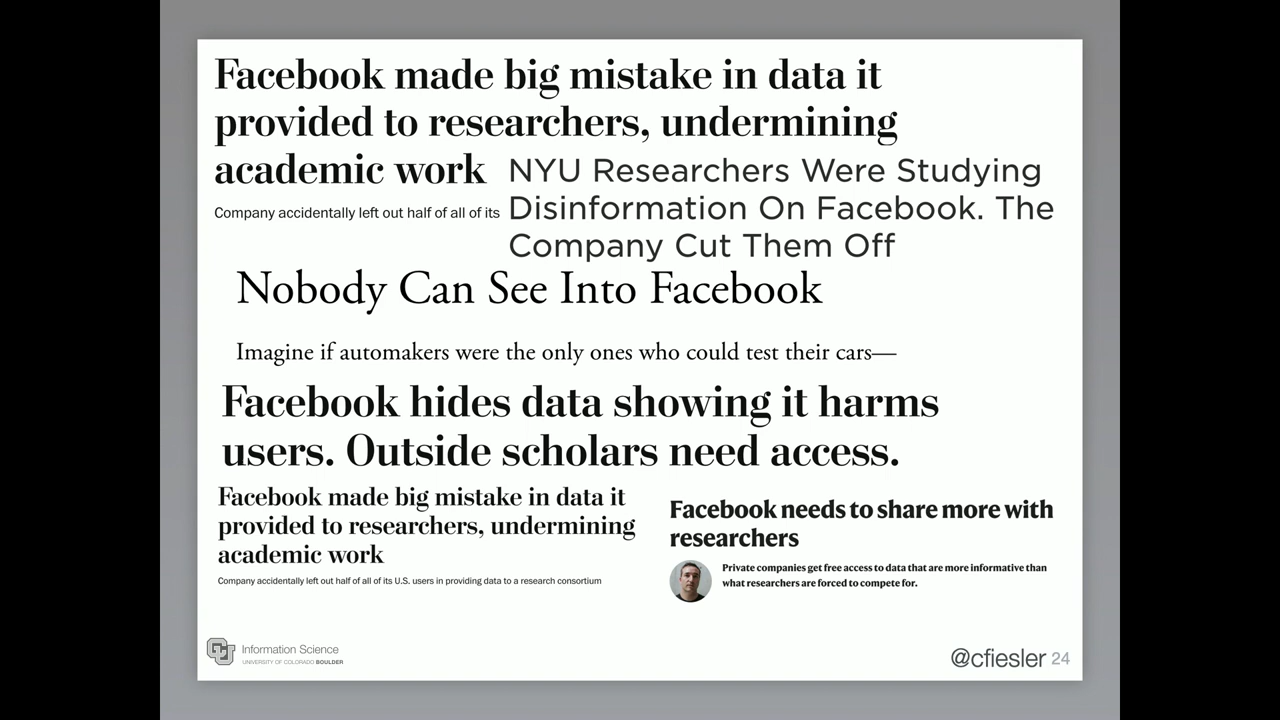 Facebook made big mistake in data it
provided to researchers, undermining
academic work
Company accidentally left out half of all of its
NYU Researchers Were Studying
Disinformation On Facebook. The
Company Cut Them Off
Nobody Can See Into Facebook
Imagine if automakers were the only ones who could test their cars—
Facebook hides data showing it harms
users. Outside scholars need access.
Facebook made big mistake in data it
provided to researchers, undermining
academic work
Company accidentally left out half of all of its U.S. users in providing data to a research consortium
Facebook needs to share more with
researchers
Private companies get free access to data that are more informative than
what researchers are forced to compete for.
CU
Information Science
UNIVERSITY OF COLORADO BOULDER
@cfiesler 24